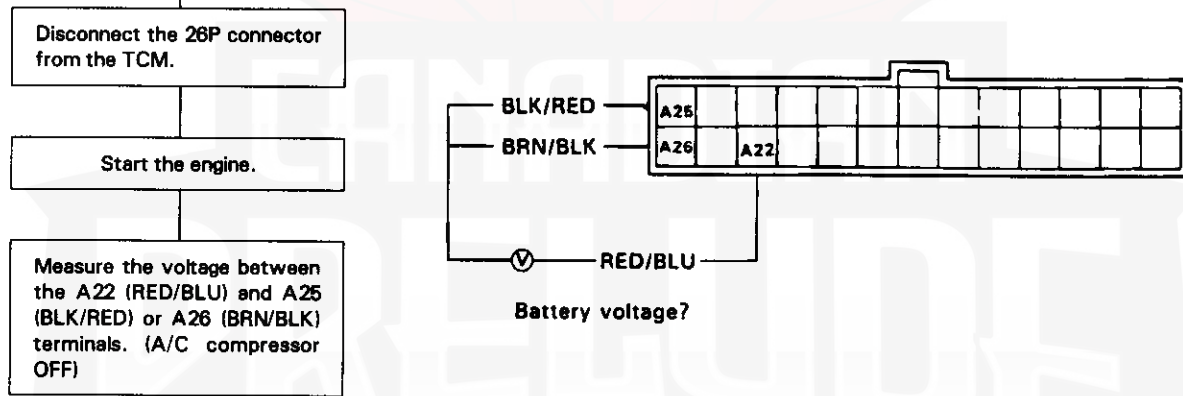 Disconnect the 26P connector
from the TCM.
Start the engine.
Measure the voltage between
the A22 (RED/BLU) and A25
(BLK/RED) or A26 (BRN/BLK)
terminals. (A/C compressor
OFF)
BLK/RED
BRN/BLK
A25
A26
A22
V
RED/BLU
Battery voltage?
CANADIAN
PRELUDE